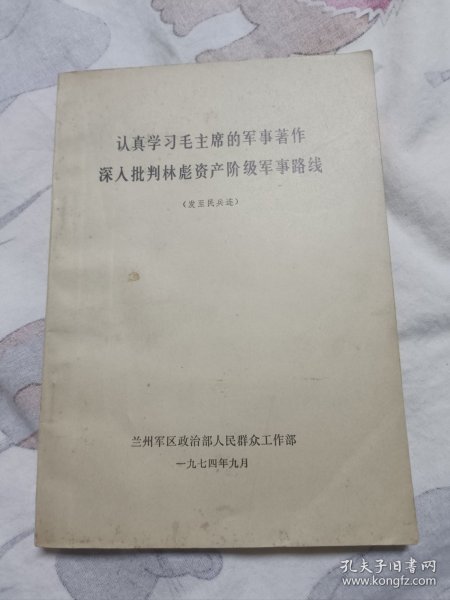 认真学习毛主席的军事著作
深入批判林彪资产阶级军事路线
（发至民兵连）
兰州军区政治部人民群众工作部
一九七四年九月
孔夫子旧书网
www.kongfz.com